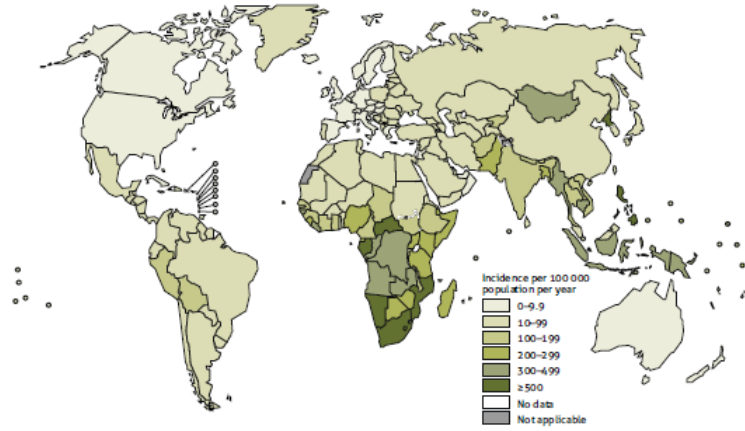 Incidence per 100 000
population per year
0–9.9
10–99
100–199
200–299
300–499
≥500
No data
Not applicable